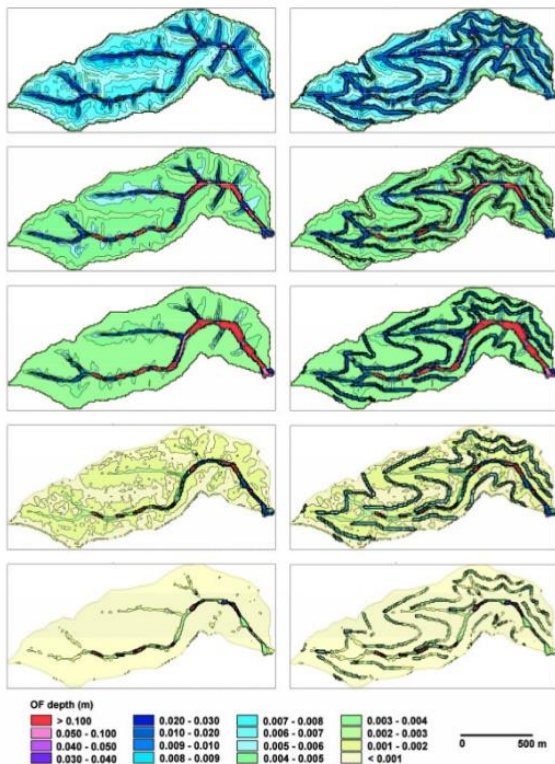 OF depth (m)
> 0.100 0.020 - 0.030 0.007 - 0.008 0.003 - 0.004
0.050 - 0.100 0.010 - 0.020 0.006 - 0.007 0.002 - 0.003
0.040 - 0.050 0.009 - 0.010 0.005 - 0.006 0.001 - 0.002
0.030 - 0.040 0.008 - 0.009 0.004 - 0.005 < 0.001
500 m